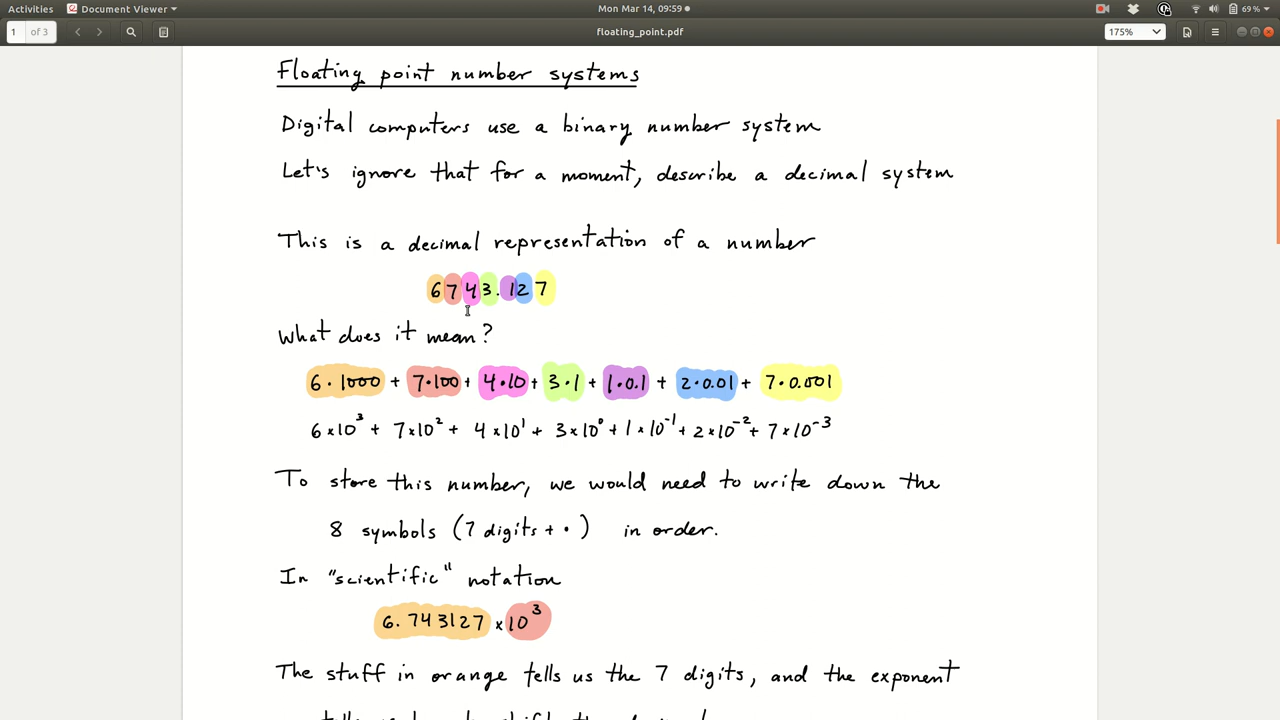 Activities Document Viewer Mon Mar 14, 09:59 69%
1 of 3 floating_point.pdf 175%
Floating point number systems
Digital computers use a binary number system
Let's ignore that for a moment, describe a decimal system
This is a decimal representation of a number
6743.127
What does it mean?
6·1000 + 7·100 + 4·10 + 3·1 + 1·0.1 + 2·0.01 + 7·0.001
6×10³ + 7×10² + 4×10¹ + 3×10⁰ + 1×10⁻¹ + 2×10⁻² + 7×10⁻³
To store this number, we would need to write down the
8 symbols (7 digits + ·) in order.
In "scientific" notation
6.743127 × 10³
The stuff in orange tells us the 7 digits, and the exponent